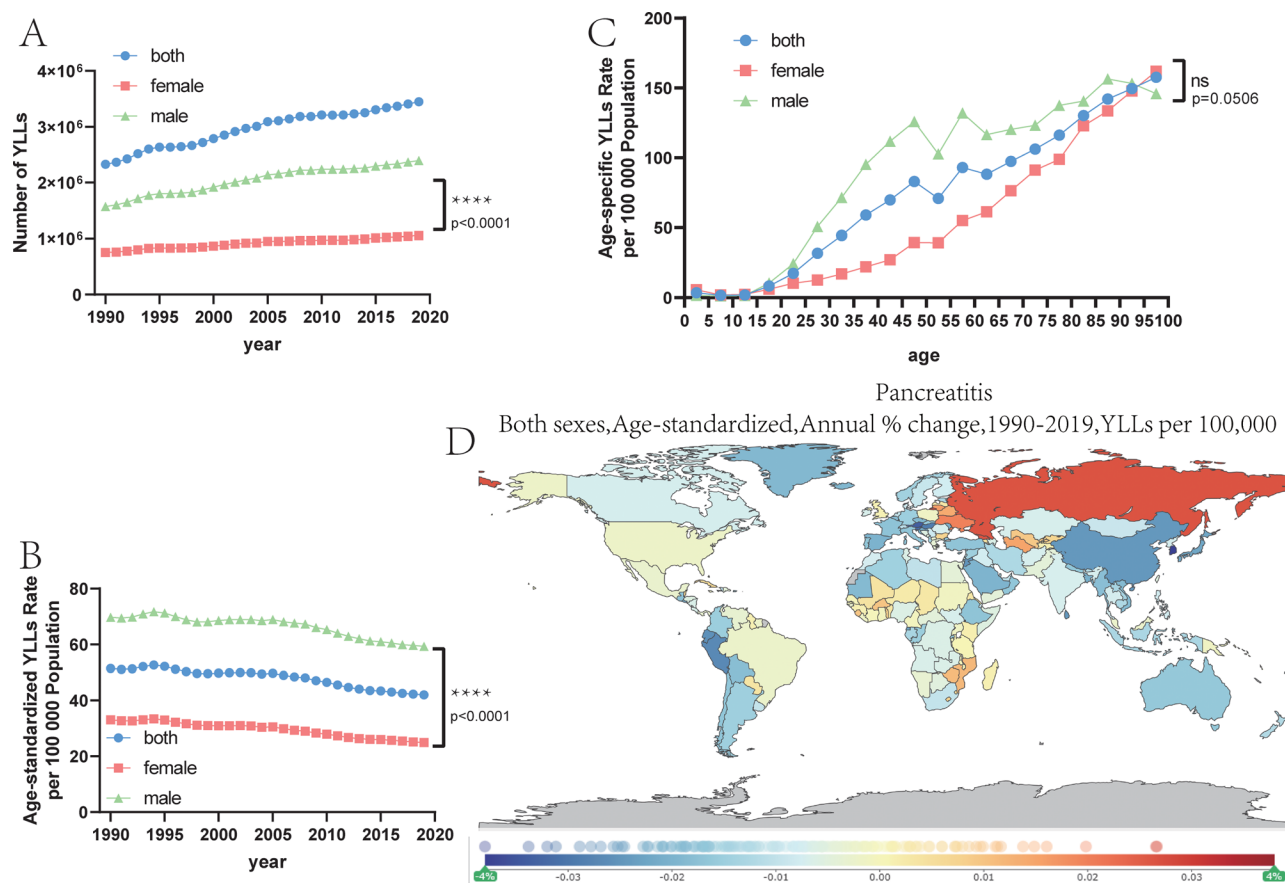 A
both
female
male
4×10⁶
3×10⁶
2×10⁶
1×10⁶
0
Number of YLLs
1990 1995 2000 2005 2010 2015 2020
year
****
p<0.0001
C
both
female
male
200
150
100
50
0
Age-specific YLLs Rate
per 100 000 Population
0 5 10 15 20 25 30 35 40 45 50 55 60 65 70 75 80 85 90 95 100
age
ns
p=0.0506
B
80
60
40
20
0
Age-standardized YLLs Rate
per 100 000 Population
both
female
male
1990 1995 2000 2005 2010 2015 2020
year
****
p<0.0001
D
Pancreatitis
Both sexes,Age-standardized,Annual % change,1990-2019,YLLs per 100,000
-4% -0.03 -0.02 -0.01 0.00 0.01 0.02 0.03 4%